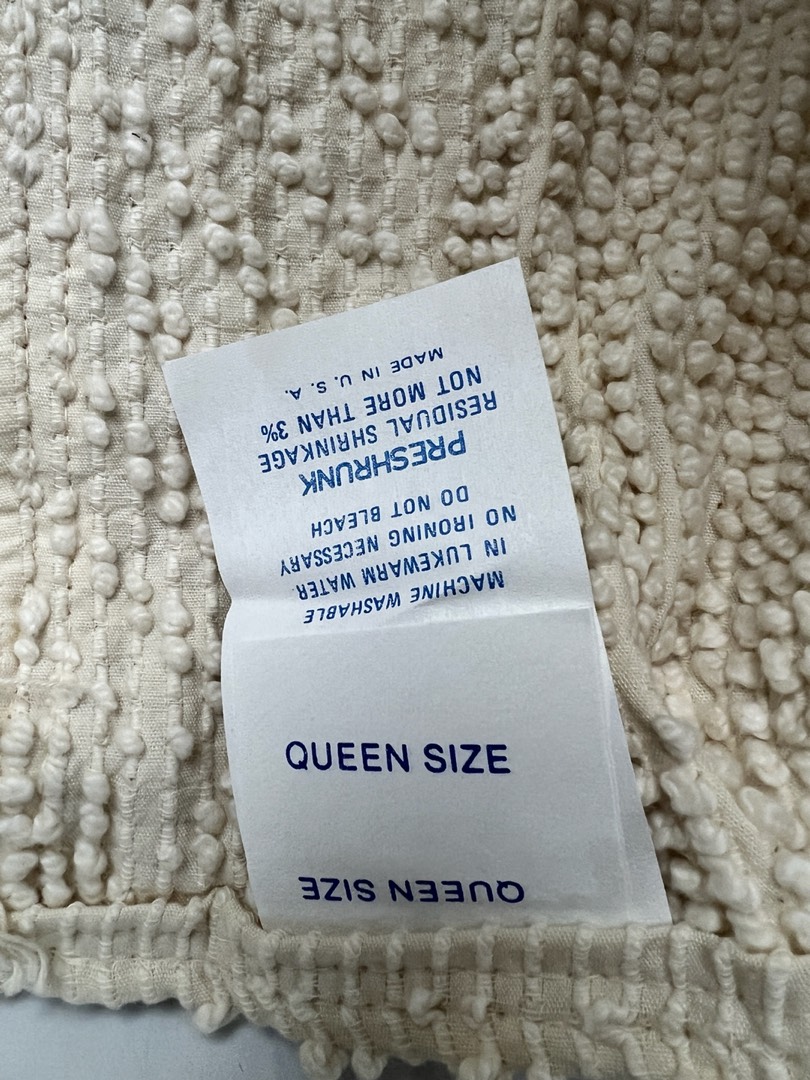 MACHINE WASHABLE
IN LUKEWARM WATER.
NO IRONING NECESSARY
DO NOT BLEACH
PRESHRUNK
RESIDUAL SHRINKAGE
NOT MORE THAN 3%
MADE IN U. S. A.
QUEEN SIZE
QUEEN SIZE